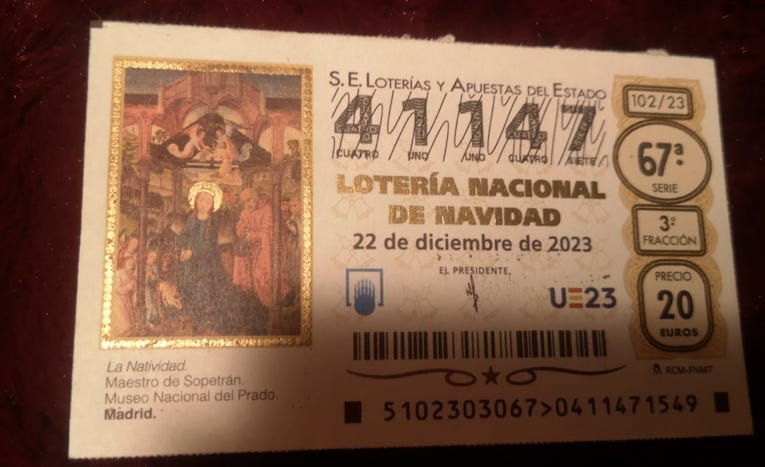 S.E. LOTERÍAS Y APUESTAS DEL ESTADO
41147
CUATRO UNO UNO CUATRO SIETE
LOTERÍA NACIONAL
DE NAVIDAD
22 de diciembre de 2023
EL PRESIDENTE,
UE23
102/23
67ª
SERIE
3ª
FRACCIÓN
PRECIO
20
EUROS
RCM-FNMT
La Natividad.
Maestro de Sopetrán.
Museo Nacional del Prado.
Madrid.
5102303067>0411471549